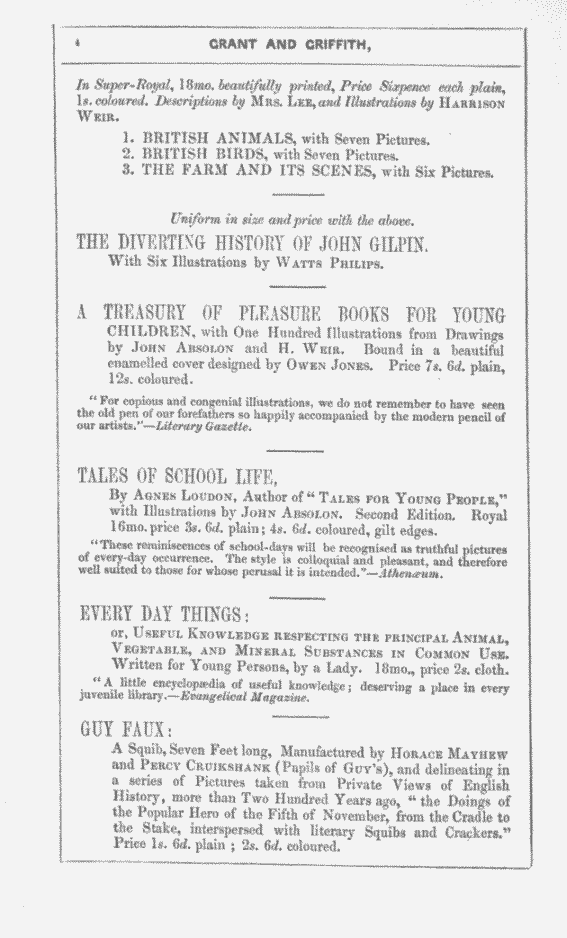 4
GRANT AND GRIFFITH,
In Super-Royal, 18mo. beautifully printed, Price Sixpence each plain,
1s. coloured. Descriptions by MRS. LEE, and Illustrations by HARRISON
WEIR.
1. BRITISH ANIMALS, with Seven Pictures.
2. BRITISH BIRDS, with Seven Pictures.
3. THE FARM AND ITS SCENES, with Six Pictures.
Uniform in size and price with the above.
THE DIVERTING HISTORY OF JOHN GILPIN.
With Six Illustrations by WATTS PHILIPS.
A TREASURY OF PLEASURE BOOKS FOR YOUNG
CHILDREN, with One Hundred Illustrations from Drawings
by JOHN ABSOLON and H. WEIR. Bound in a beautiful
enamelled cover designed by OWEN JONES. Price 7s. 6d. plain,
12s. coloured.
"For copious and congenial illustrations, we do not remember to have seen
the old pen of our forefathers so happily accompanied by the modern pencil of
our artists."—Literary Gazette.
TALES OF SCHOOL LIFE,
By AGNES LOUDON, Author of "TALES FOR YOUNG PEOPLE,"
with Illustrations by JOHN ABSOLON. Second Edition. Royal
16mo. price 3s. 6d. plain; 4s. 6d. coloured, gilt edges.
"These reminiscences of school-days will be recognised as truthful pictures
of every-day occurrence. The style is colloquial and pleasant, and therefore
well suited to those for whose perusal it is intended."—Athenæum.
EVERY DAY THINGS:
or, USEFUL KNOWLEDGE RESPECTING THE PRINCIPAL ANIMAL,
VEGETABLE, AND MINERAL SUBSTANCES IN COMMON USE.
Written for Young Persons, by a Lady. 18mo., price 2s. cloth.
"A little encyclopædia of useful knowledge; deserving a place in every
juvenile library.—Evangelical Magazine.
GUY FAUX:
A Squib, Seven Feet long, Manufactured by HORACE MAYHEW
and PERCY CRUIKSHANK (Pupils of GUY'S), and delineating in
a series of Pictures taken from Private Views of English
History, more than Two Hundred Years ago, "the Doings of
the Popular Hero of the Fifth of November, from the Cradle to
the Stake, interspersed with literary Squibs and Crackers."
Price 1s. 6d. plain; 2s. 6d. coloured.